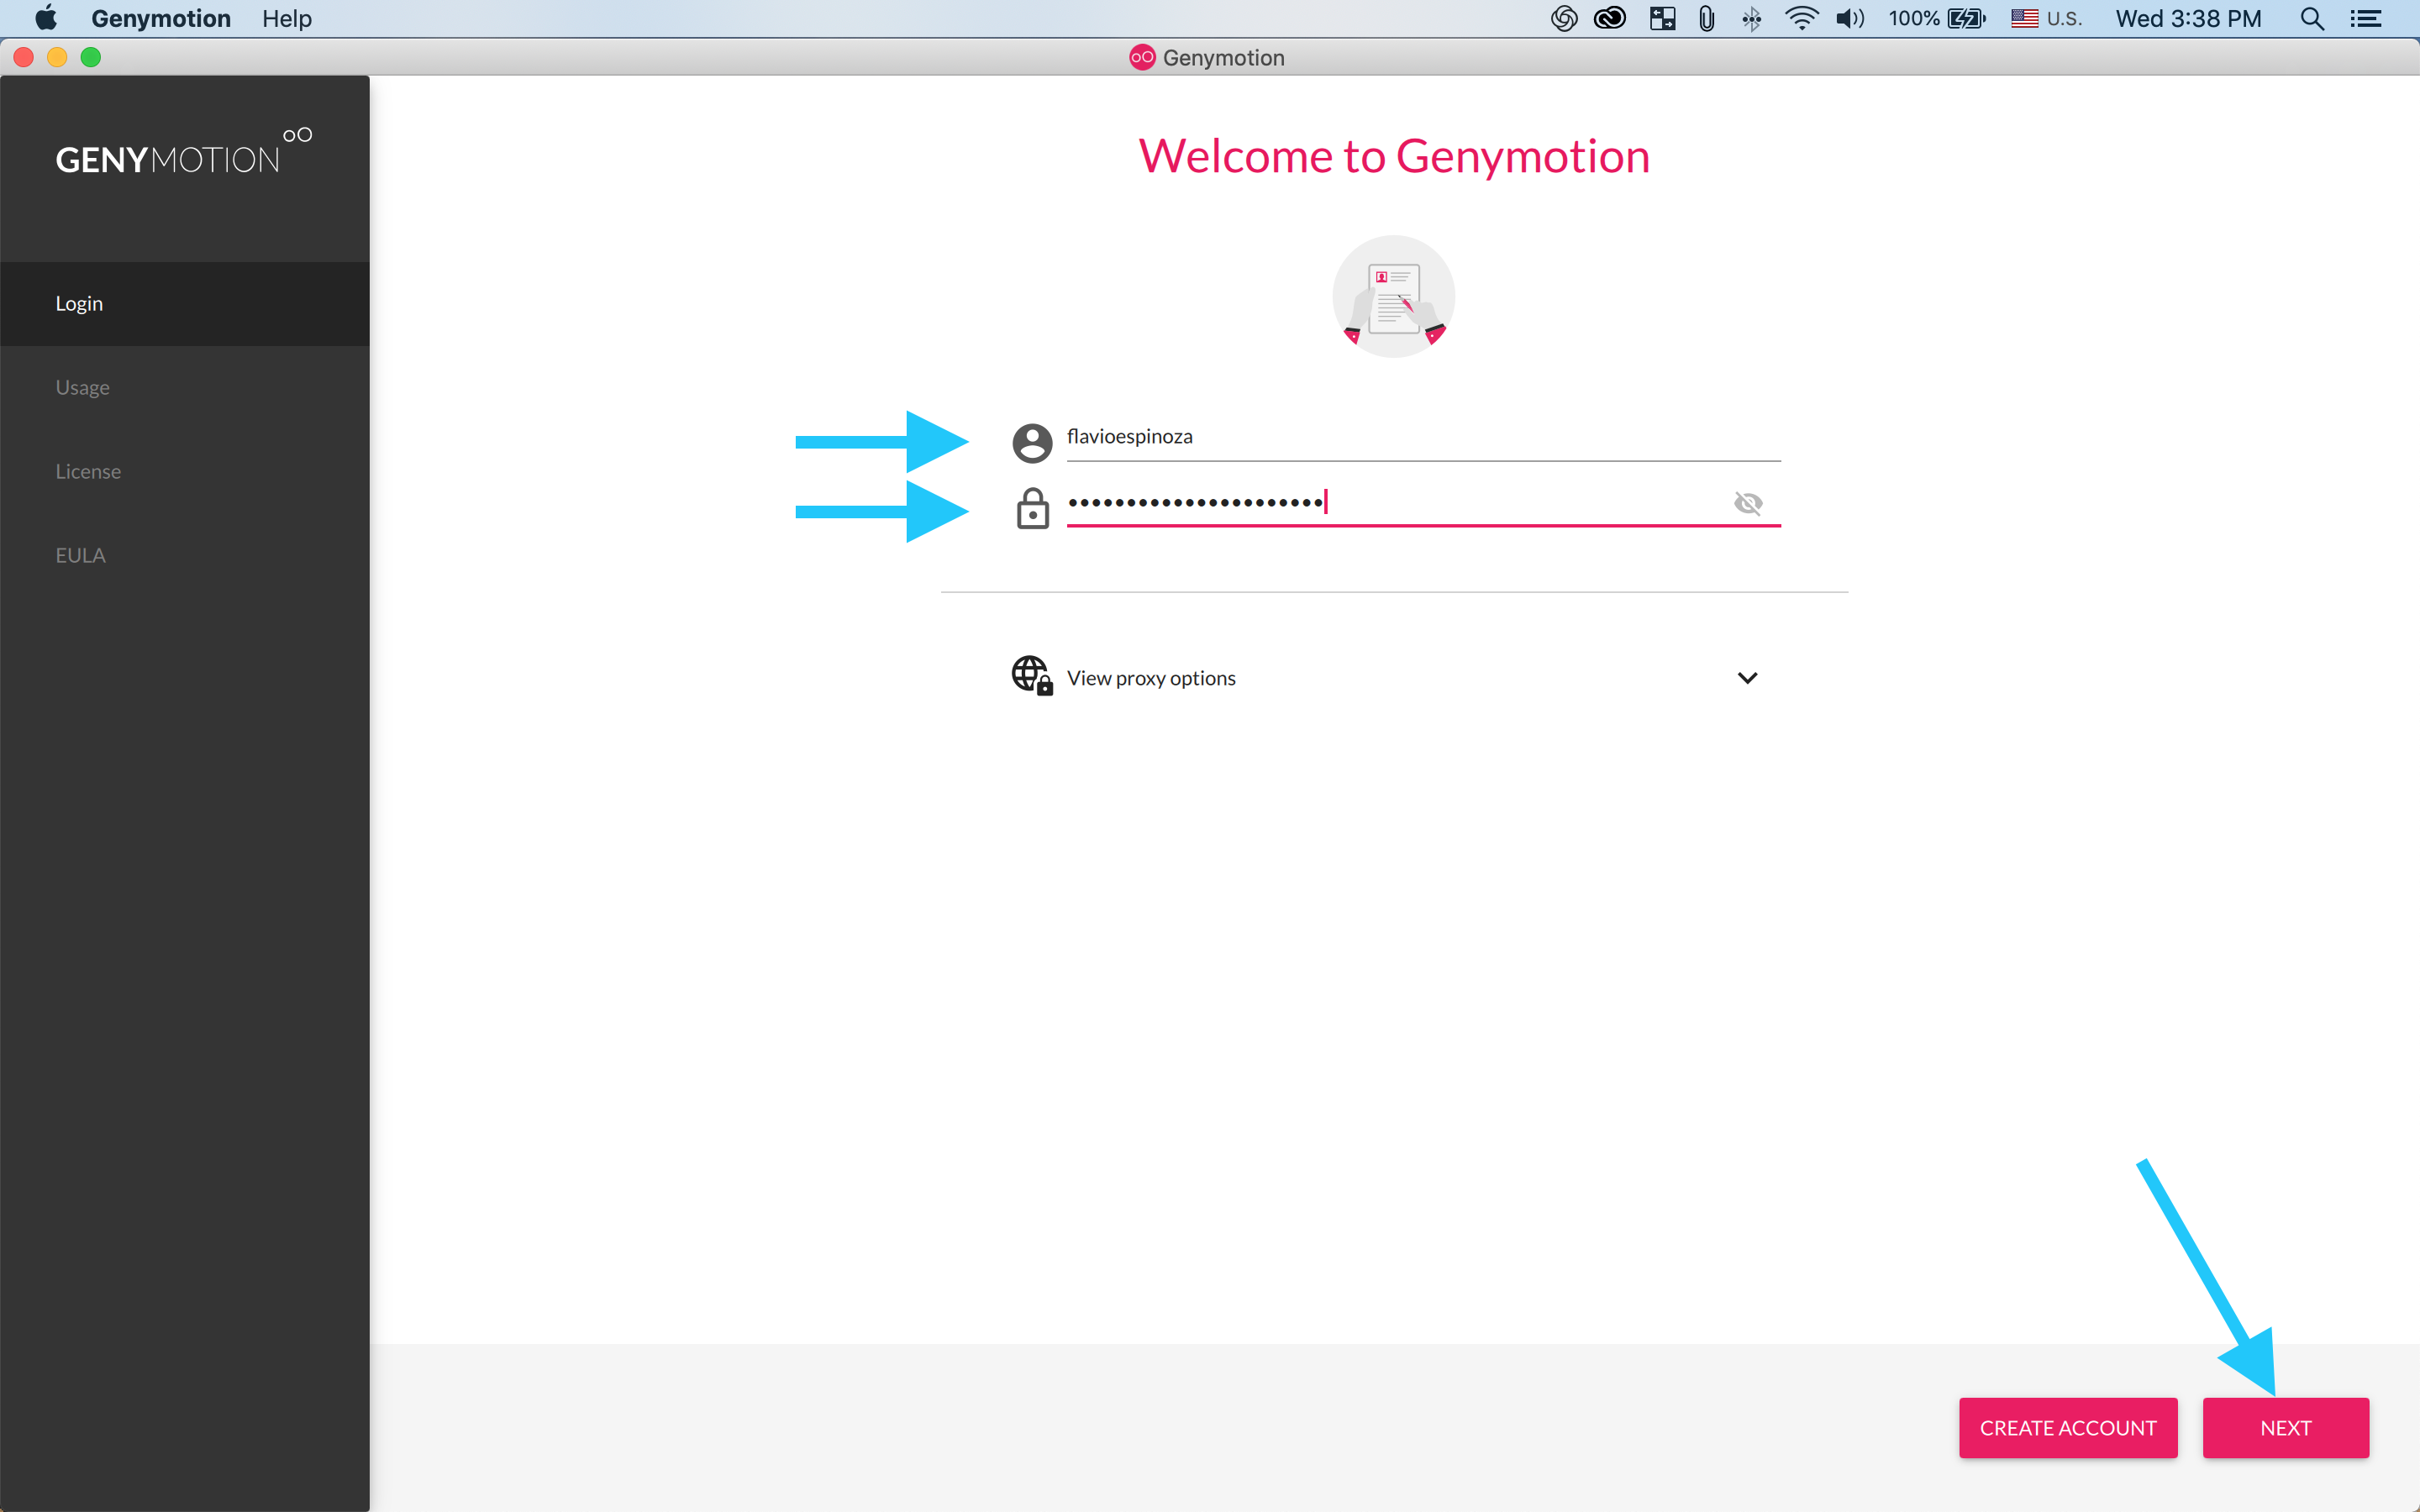 Genymotion Help 100% U.S. Wed 3:38 PM
Genymotion
GENYMOTION
Welcome to Genymotion
Login
Usage
License
EULA
flavioespinoza
••••••••••••••••••••••
View proxy options
CREATE ACCOUNT NEXT